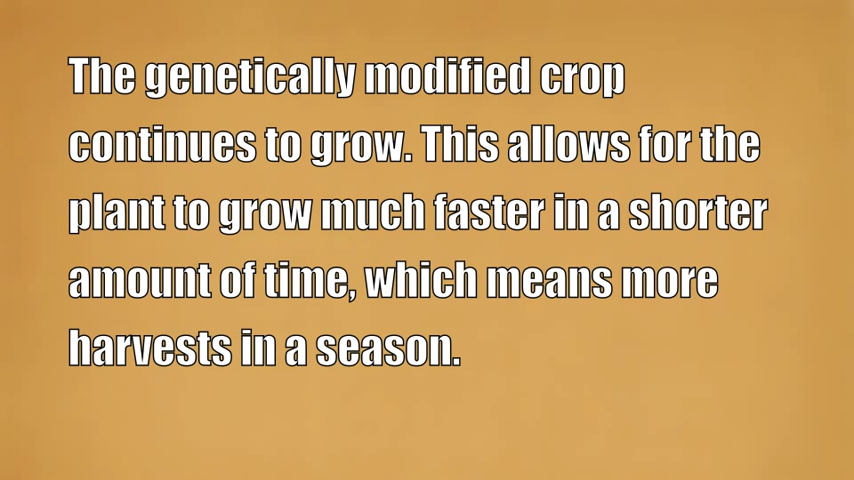 The genetically modified crop
continues to grow. This allows for the
plant to grow much faster in a shorter
amount of time, which means more
harvests in a season.